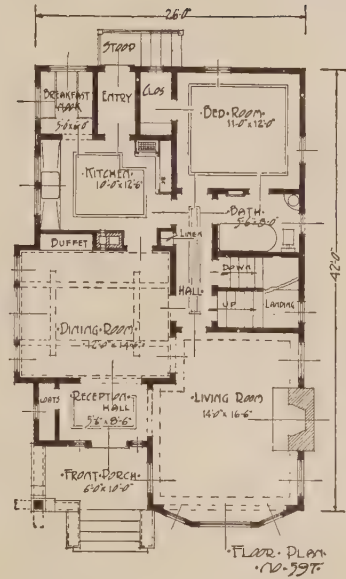 26'-0"
STOOP
BREAKFAST
NOOK
5'-6"x6'-0"
ENTRY
CLOS
BED ROOM
11'-0"x12'-0"
KITCHEN
10'-0"x12'-6"
BATH
5'-6"x8'-0"
LINEN
BUFFET
DOWN
HALL
UP
LANDING
42'-0"
DINING ROOM
COATS
RECEPTION
HALL
5'-6"x8'-6"
LIVING ROOM
14'-0"x16'-6"
FRONT PORCH
6'-0"x10'-0"
FLOOR PLAN
NO-597